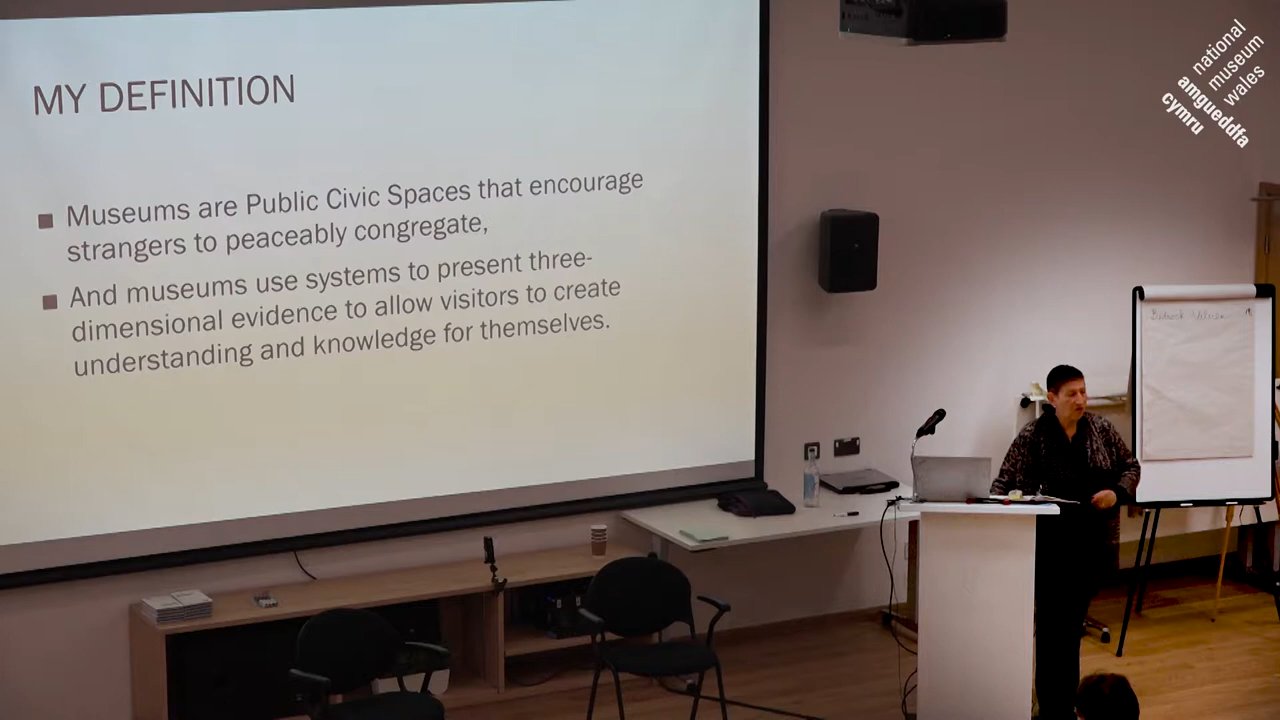 MY DEFINITION
■ Museums are Public Civic Spaces that encourage
strangers to peaceably congregate,
■ And museums use systems to present three-
dimensional evidence to allow visitors to create
understanding and knowledge for themselves.
national
museum
wales
amgueddfa
cymru